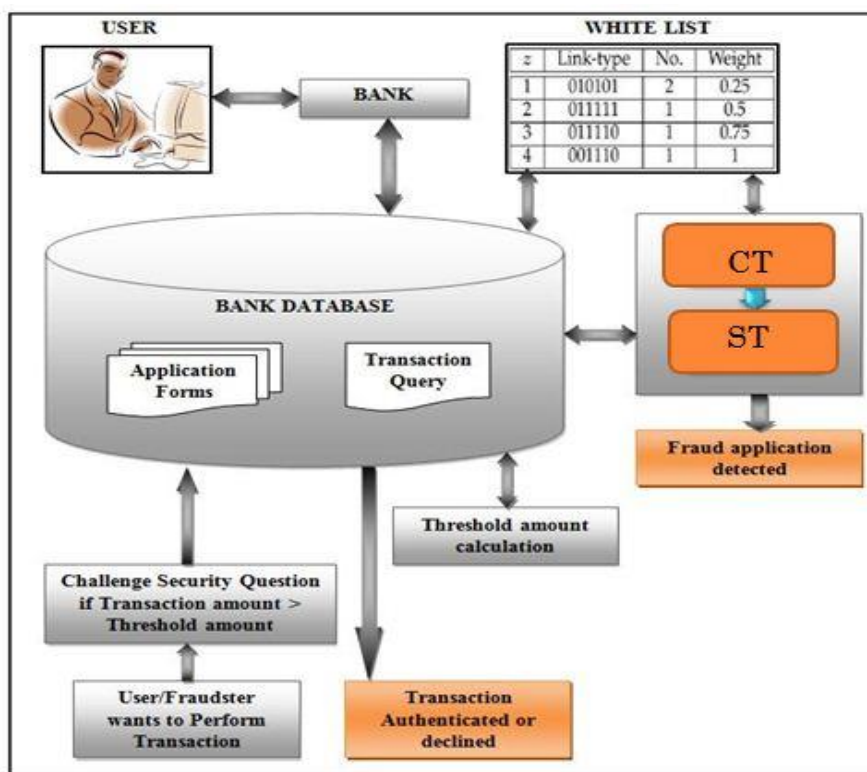 USER
WHITE LIST
z Link-type No. Weight
1 010101 2 0.25
2 011111 1 0.5
3 011110 1 0.75
4 001110 1 1
BANK
CT
ST
BANK DATABASE
Application
Forms
Transaction
Query
Fraud application
detected
Threshold amount
calculation
Challenge Security Question
if Transaction amount >
Threshold amount
User/Fraudster
wants to Perform
Transaction
Transaction
Authenticated or
declined